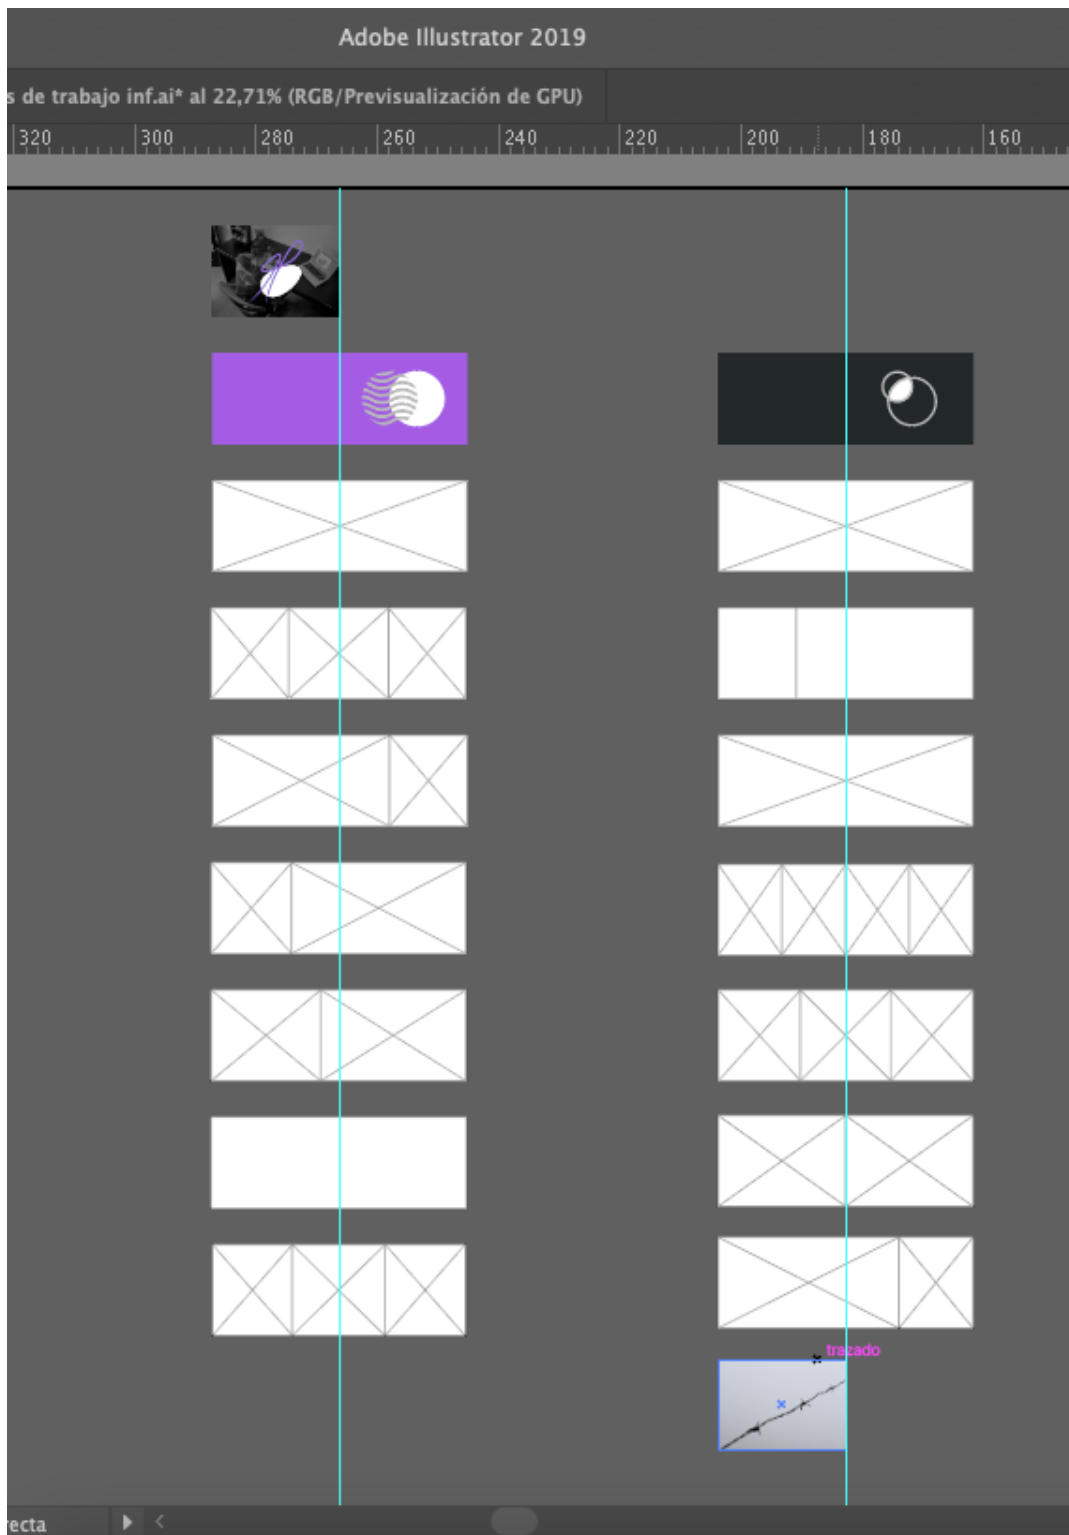 Adobe Illustrator 2019
s de trabajo inf.ai* al 22,71% (RGB/Previsualización de GPU)
320 300 280 260 240 220 200 180 160
trazado
recta